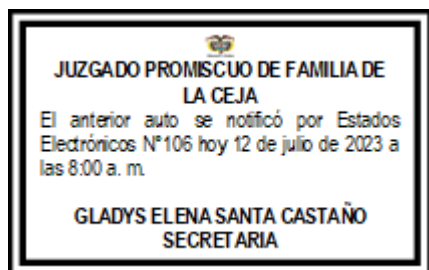 JUZGADO PROMISCUO DE FAMILIA DE
LA CEJA
El anterior auto se notificó por Estados
Electrónicos N°106 hoy 12 de julio de 2023 a
las 8:00 a. m.
GLADYS ELENA SANTA CASTAÑO
SECRETARIA